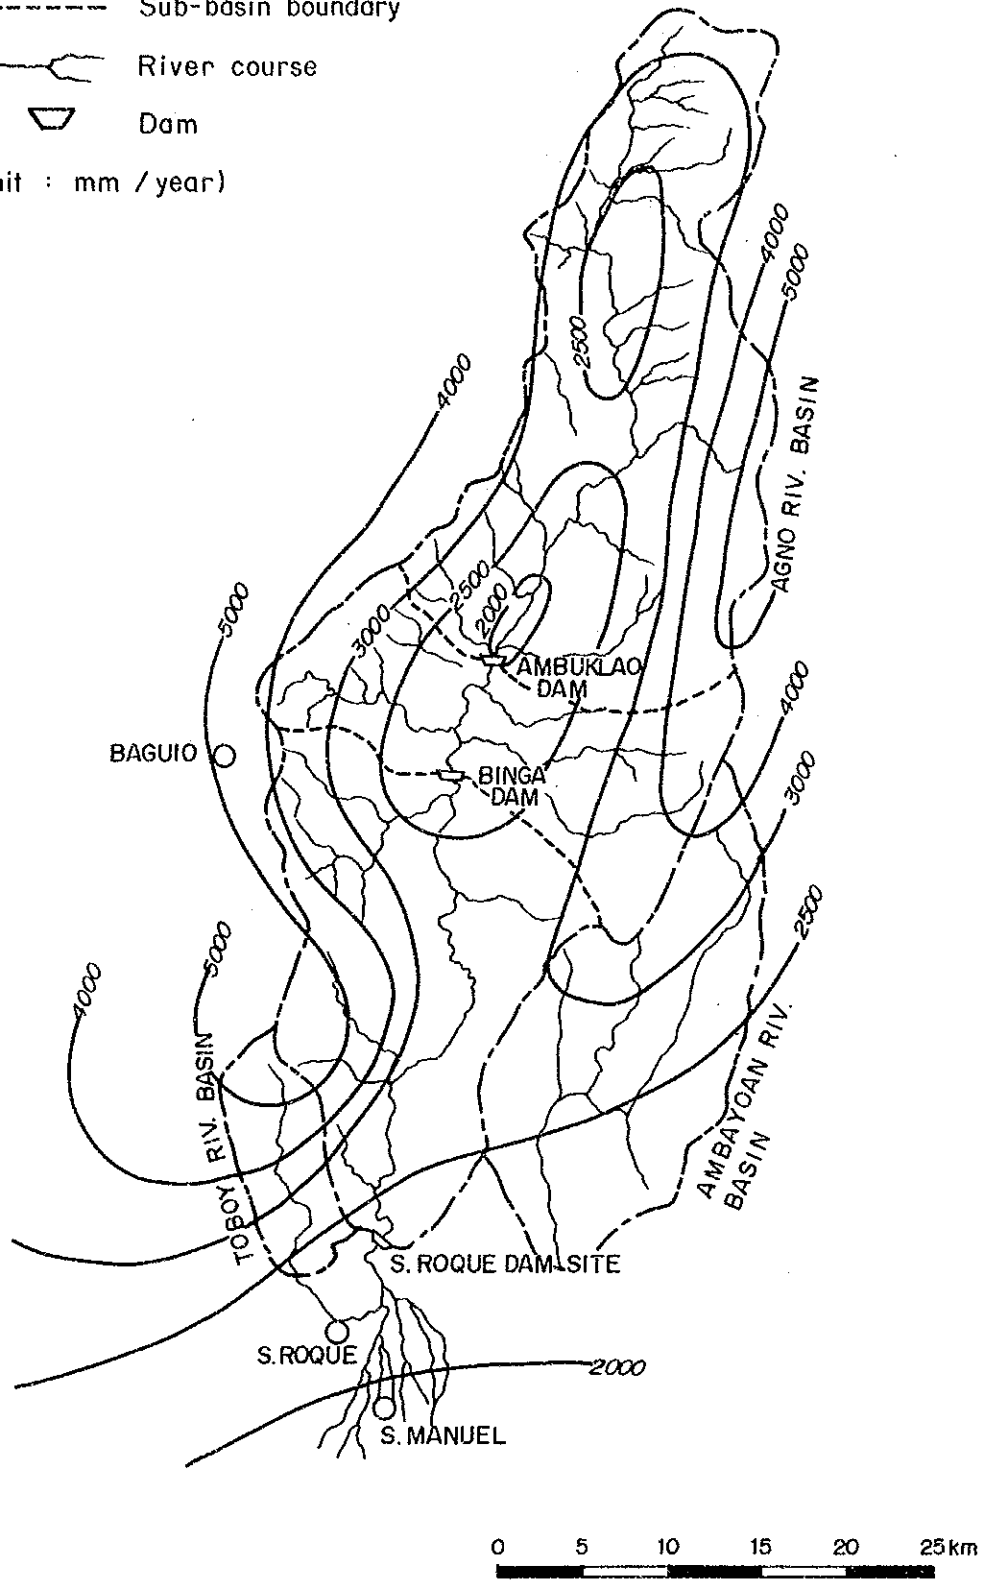 Sub-basin boundary
River course
Dam
: mm / year)
4000
5000
2500
4000
AGNO RIV. BASIN
2500
2000
3000
5000
AMBUKLAO
DAM
4000
BAGUIO
BINGA
DAM
3000
2500
5000
4000
TOBOY RIV. BASIN
AMBAYOAN RIV.
BASIN
S. ROQUE DAM SITE
S. ROQUE
2000
S. MANUEL
0 5 10 15 20 25 km